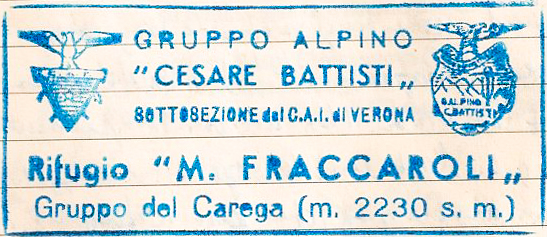 GRUPPO ALPINO
"CESARE BATTISTI„
SOTTOSEZIONE del C.A.I. di VERONA
G.ALPINO
C.BATTISTI
Rifugio "M. FRACCAROLI„
Gruppo del Carega (m. 2230 s. m.)